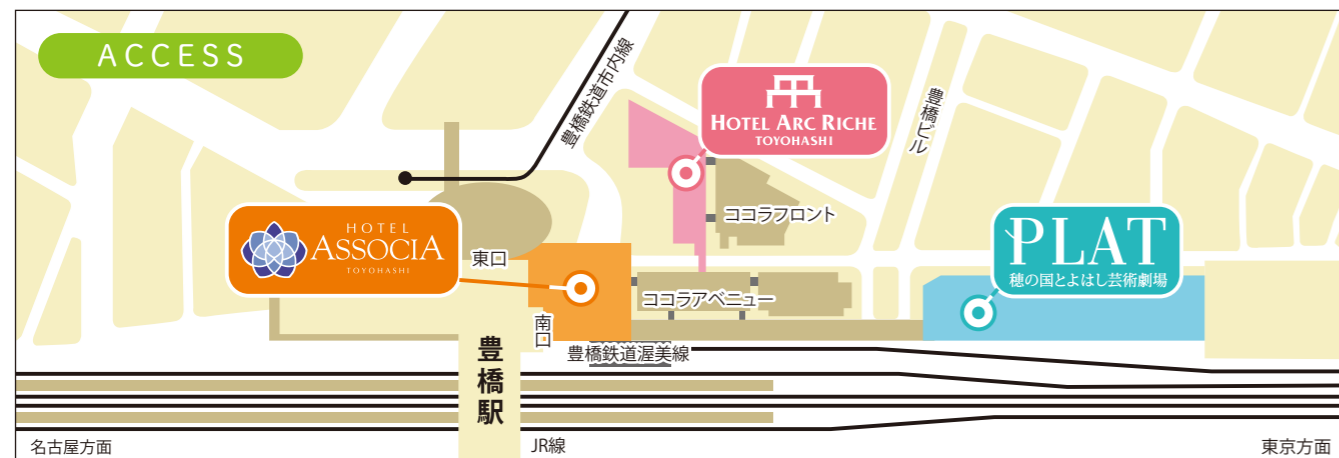 ACCESS
豊橋鉄道市内線
HOTEL ARC RICHE
TOYOHASHI
豊橋ビル
ココラフロント
HOTEL
ASSOCIA
TOYOHASHI
東口
PLAT
穂の国とよはし芸術劇場
ココラアベニュー
南口
豊橋鉄道渥美線
豊橋駅
名古屋方面
JR線
東京方面